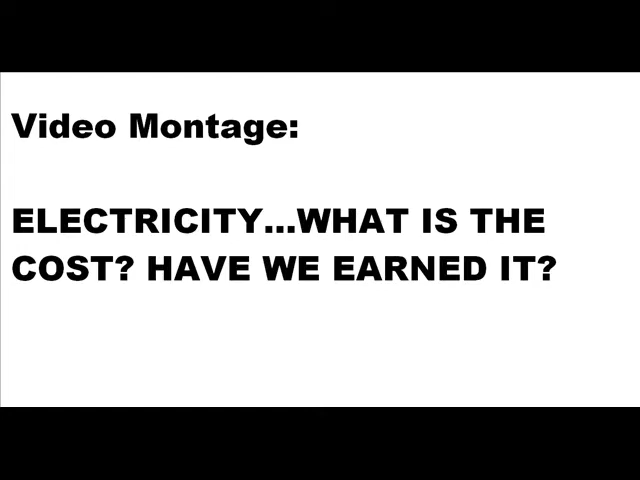 Video Montage:
ELECTRICITY...WHAT IS THE
COST? HAVE WE EARNED IT?